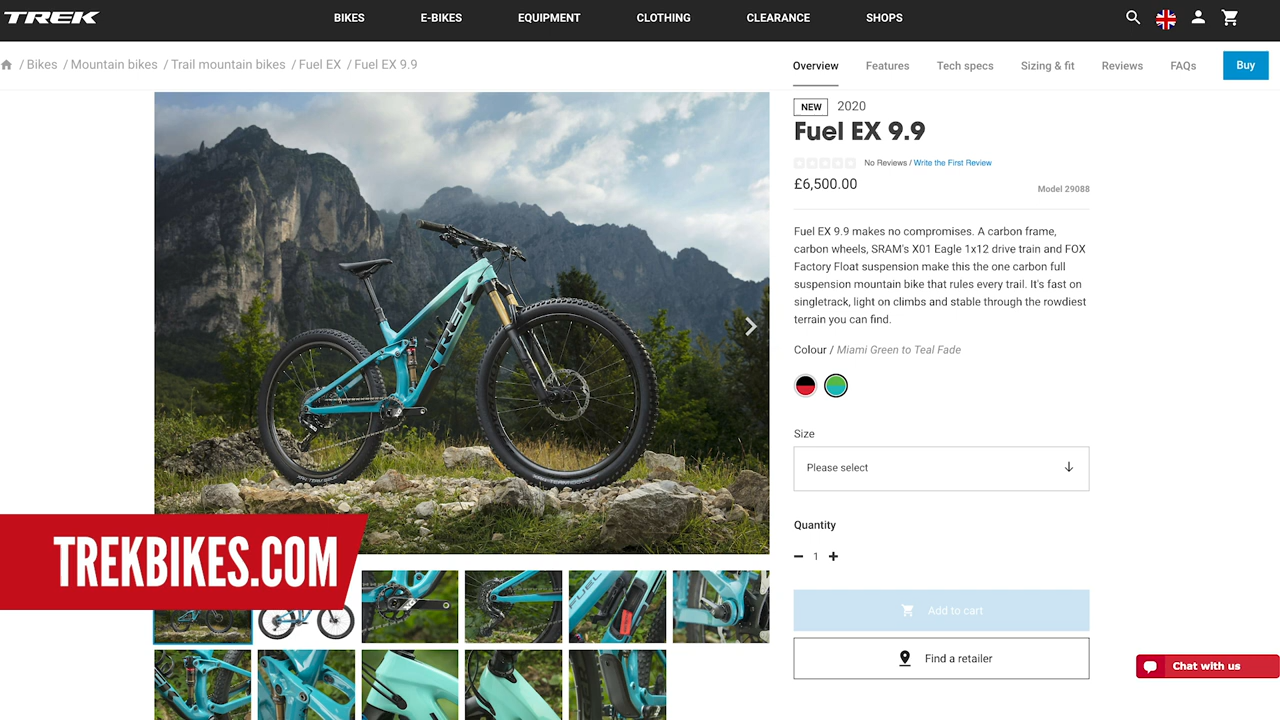 TREK
BIKES
E-BIKES
EQUIPMENT
CLOTHING
CLEARANCE
SHOPS
/ Bikes / Mountain bikes / Trail mountain bikes / Fuel EX / Fuel EX 9.9
Overview
Features
Tech specs
Sizing & fit
Reviews
FAQs
Buy
NEW 2020
Fuel EX 9.9
No Reviews / Write the First Review
£6,500.00
Model 29088
Fuel EX 9.9 makes no compromises. A carbon frame,
carbon wheels, SRAM's X01 Eagle 1x12 drive train and FOX
Factory Float suspension make this the one carbon full
suspension mountain bike that rules every trail. It's fast on
singletrack, light on climbs and stable through the rowdiest
terrain you can find.
Colour / Miami Green to Teal Fade
Size
Please select
Quantity
1
Add to cart
Find a retailer
Chat with us
TREK
TREKBIKES.COM
FUEL